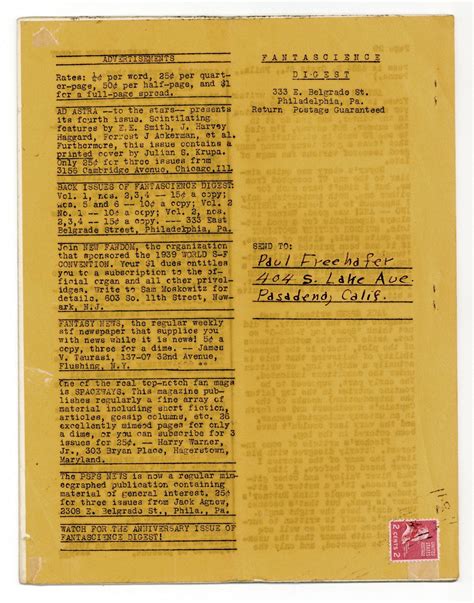 ADVERTISEMENTS
Rates: ½¢ per word, 25¢ per quart-
er-page, 50¢ per half-page, and $1
for a full-page spread.
AD ASTRA --to the stars-- presents
its fourth issue. Scintilating
features by E.E. Smith, J. Harvey
Haggard, Forrest J Ackerman, et al.
Furthermore, this issue contains a
printed cover by Julian S. Krupa.
Only 25¢ for three issues from
3156 Cambridge Avenue, Chicago, Ill
BACK ISSUES OF FANTASCIENCE DIGEST:
Vol. 1, nos. 2,3,4 -- 15¢ a copy;
nos. 5 and 6 -- 10¢ a copy; Vol. 2
No. 1 -- 10¢ a copy; Vol. 2, nos.
2,3,4 -- 15¢ a copy. -- 333 East
Belgrade Street, Philadelphia, Pa.
Join NEW FANDOM, the organization
that sponsored the 1939 WORLD S-F
CONVENTION. Your $1 dues entitles
you to a subscription to the of-
ficial organ and all other privel-
edges. Write to Sam Moskowitz for
details. 603 So. 11th Street, Newark,
N.J.
FANTASY NEWS, the regular weekly
stf newspaper that supplies you
with news while it is news! 5¢ a
copy, three for a dime. -- James
V. Taurasi, 137-07 32nd Avenue,
Flushing, N.Y.
One of the real top-notch fan mags
is SPACEWAYS. This magazine pub-
lishes regularly a fine array of
material including short fiction,
articles, gossip columns, etc. 26
excellently mimeod pages for only
a dime, or you can subscribe for 3
issues for 25¢. -- Harry Warner,
Jr., 303 Bryan Place, Hagerstown,
Maryland.
The PSFS NEWS is now a regular mim-
eographed publication containing
material of general interest. 25¢
for three issues from Jack Agnew,
2308 E. Belgrade St., Phila., Pa.
WATCH FOR THE ANNIVERSARY ISSUE OF
FANTASCIENCE DIGEST!
FANTASCIENCE
DIGEST
333 E. Belgrade St.
Philadelphia, Pa.
Return Postage Guaranteed
SEND TO:
Paul Freehafer
404 S. Lake Ave.
Pasadena, Calif.
2 CENTS 2